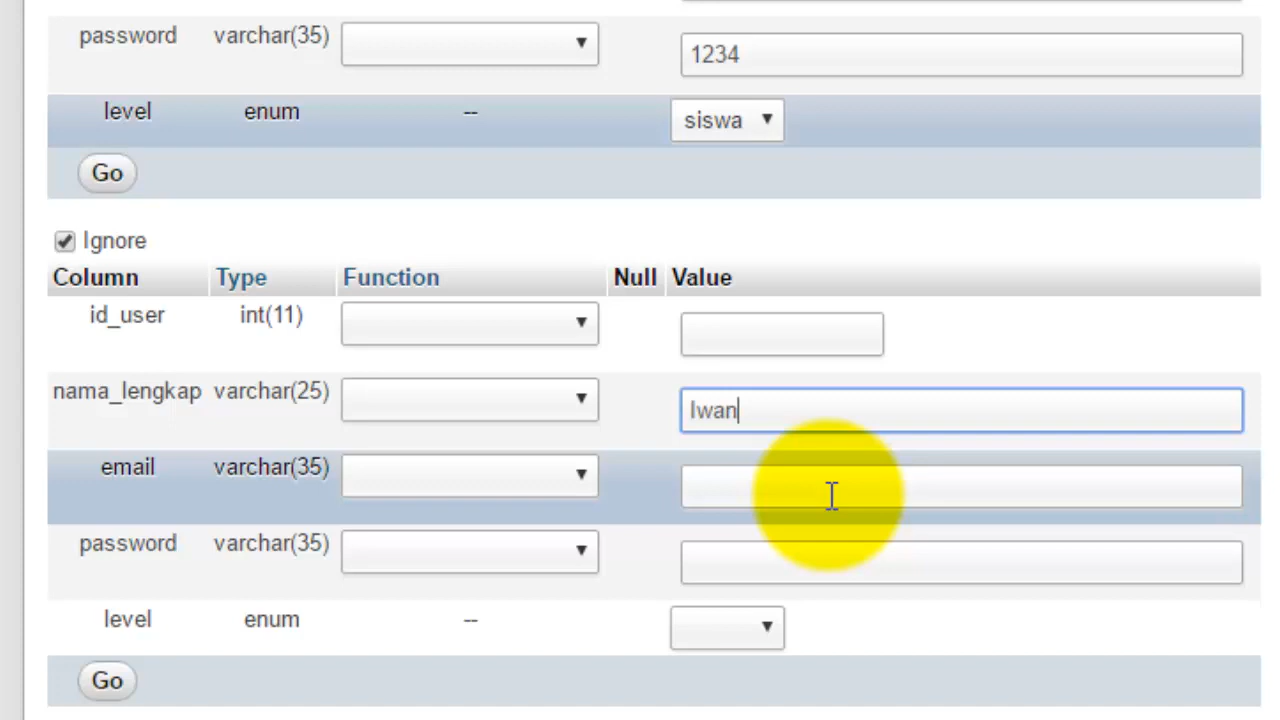 password varchar(35) 1234
level enum -- siswa
Go
Ignore
Column Type Function Null Value
id_user int(11)
nama_lengkap varchar(25) Iwan
email varchar(35)
password varchar(35)
level enum --
Go